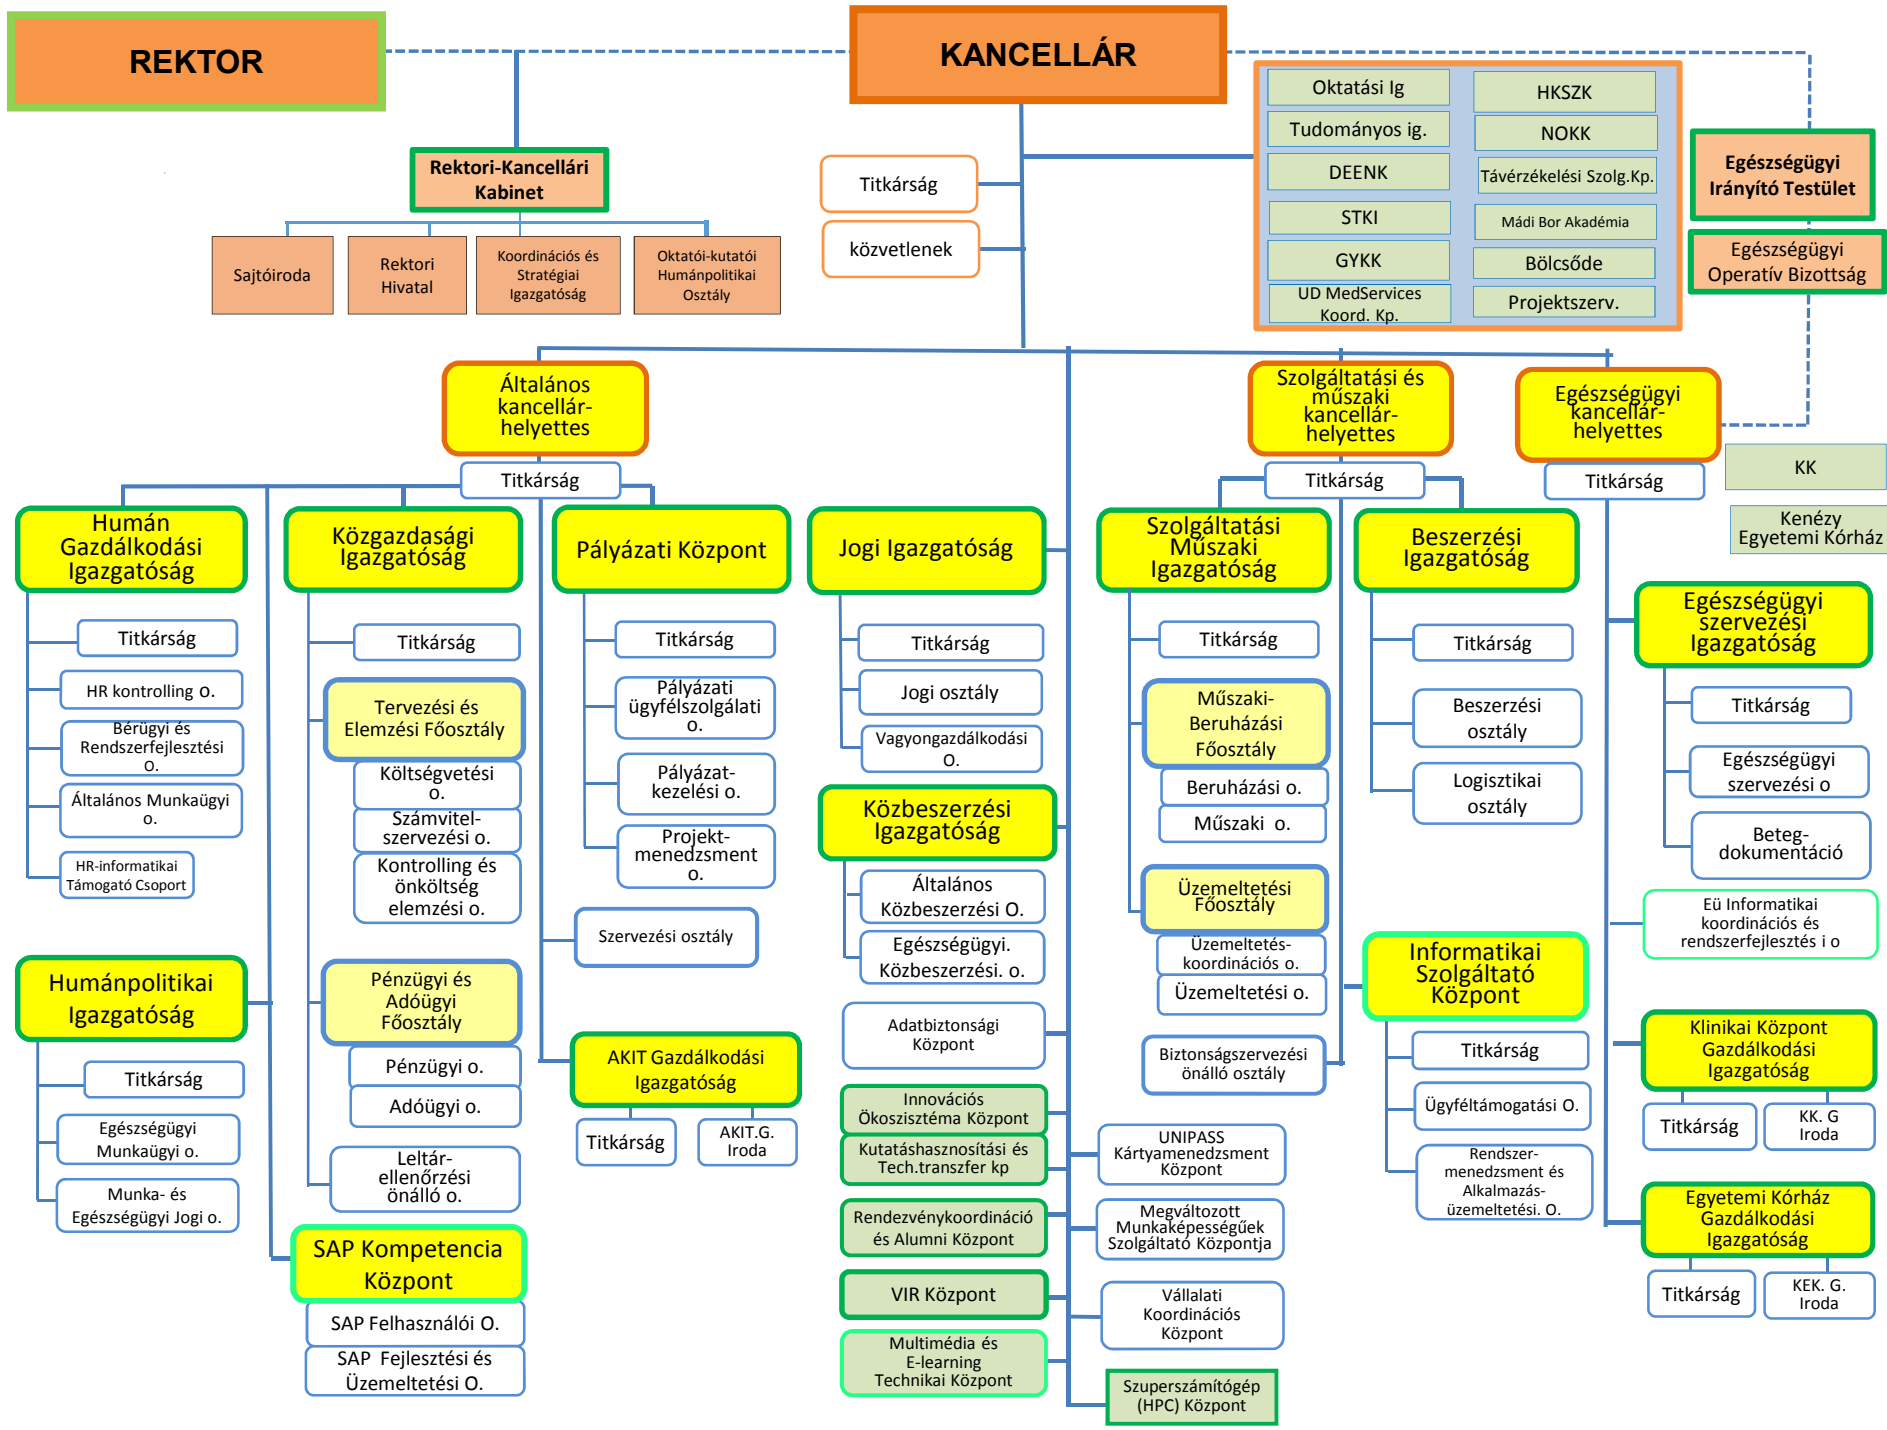 REKTOR
KANCELLÁR
Oktatási Ig
Tudományos ig.
DEENK
STKI
GYKK
UD MedServices
Koord. Kp.
HKSZK
NOKK
Távérzékelési Szolg.Kp.
Mádi Bor Akadémia
Bölcsőde
Projektszerv.
Egészségügyi
Irányító Testület
Egészségügyi
Operatív Bizottság
Rektori-Kancellári
Kabinet
Titkárság
közvetlenek
Sajtóiroda
Rektori
Hivatal
Koordinációs és
Stratégiai
Igazgatóság
Oktatói-kutatói
Humánpolitikai
Osztály
Általános
kancellár-
helyettes
Titkárság
Szolgáltatási és
műszaki
kancellár-
helyettes
Titkárság
Egészségügyi
kancellár-
helyettes
Titkárság
KK
Kenézy
Egyetemi Kórház
Humán
Gazdálkodási
Igazgatóság
Titkárság
HR kontrolling o.
Bérügyi és
Rendszerfejlesztési
O.
Általános Munkaügyi
o.
HR-informatikai
Támogató Csoport
Humánpolitikai
Igazgatóság
Titkárság
Egészségügyi
Munkaügyi o.
Munka- és
Egészségügyi Jogi o.
Közgazdasági
Igazgatóság
Titkárság
Tervezési és
Elemzési Főosztály
Költségvetési
o.
Számvitel-
szervezési o.
Kontrolling és
önköltség
elemzési o.
Pénzügyi és
Adóügyi
Főosztály
Pénzügyi o.
Adóügyi o.
Leltár-
ellenőrzési
önálló o.
SAP Kompetencia
Központ
SAP Felhasználói O.
SAP  Fejlesztési és
Üzemeltetési O.
Pályázati Központ
Titkárság
Pályázati
ügyfélszolgálati
o.
Pályázat-
kezelési o.
Projekt-
menedzsment
o.
Szervezési osztály
AKIT Gazdálkodási
Igazgatóság
Titkárság
AKIT.G.
Iroda
Jogi Igazgatóság
Titkárság
Jogi osztály
Vagyongazdálkodási
O.
Közbeszerzési
Igazgatóság
Általános
Közbeszerzési O.
Egészségügyi.
Közbeszerzési. o.
Adatbiztonsági
Központ
Innovációs
Ökoszisztéma Központ
Kutatáshasznosítási és
Tech.transzfer kp
Rendezvénykoordináció
és Alumni Központ
VIR Központ
Multimédia és
E-learning
Technikai Központ
UNIPASS
Kártyamenedzsment
Központ
Megváltozott
Munkaképességűek
Szolgáltató Központja
Vállalati
Koordinációs
Központ
Szuperszámítógép
(HPC) Központ
Szolgáltatási
Műszaki
Igazgatóság
Titkárság
Műszaki-
Beruházási
Főosztály
Beruházási o.
Műszaki  o.
Üzemeltetési
Főosztály
Üzemeltetés-
koordinációs o.
Üzemeltetési o.
Biztonságszervezési
önálló osztály
Beszerzési
Igazgatóság
Titkárság
Beszerzési
osztály
Logisztikai
osztály
Informatikai
Szolgáltató
Központ
Titkárság
Ügyféltámogatási O.
Rendszer-
menedzsment és
Alkalmazás-
üzemeltetési. O.
Egészségügyi
szervezési
Igazgatóság
Titkárság
Egészségügyi
szervezési o
Beteg-
dokumentáció
Eü Informatikai
koordinációs és
rendszerfejlesztés i o
Klinikai Központ
Gazdálkodási
Igazgatóság
Titkárság
KK. G
Iroda
Egyetemi Kórház
Gazdálkodási
Igazgatóság
Titkárság
KEK. G.
Iroda